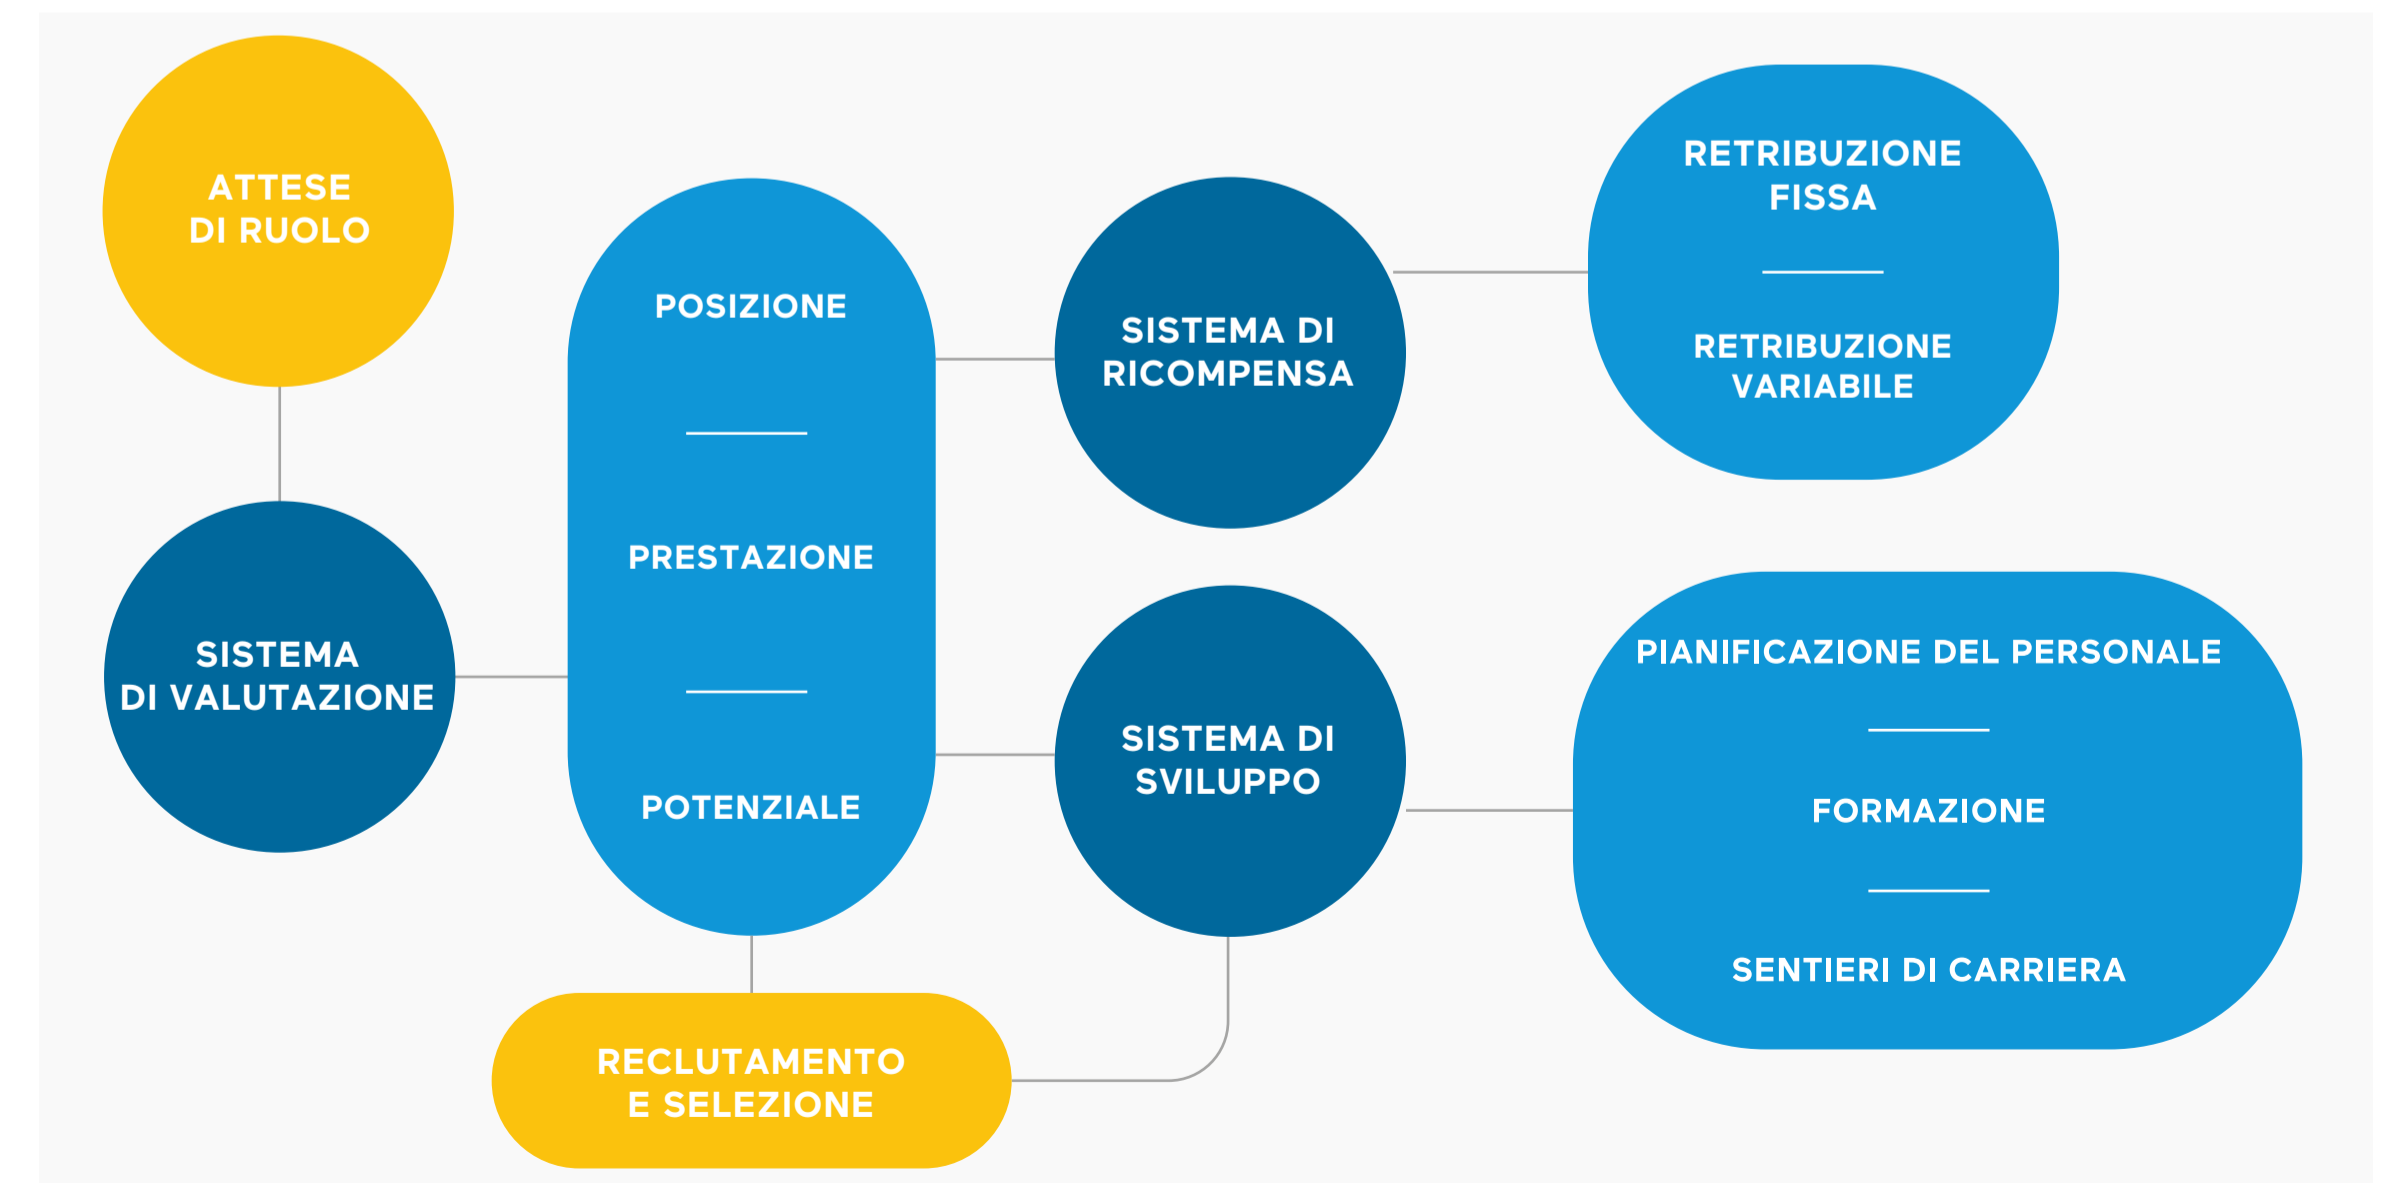 ATTESE
DI RUOLO
SISTEMA
DI VALUTAZIONE
POSIZIONE
PRESTAZIONE
POTENZIALE
RECLUTAMENTO
E SELEZIONE
SISTEMA DI
RICOMPENSA
SISTEMA DI
SVILUPPO
RETRIBUZIONE
FISSA
RETRIBUZIONE
VARIABILE
PIANIFICAZIONE DEL PERSONALE
FORMAZIONE
SENTIERI DI CARRIERA